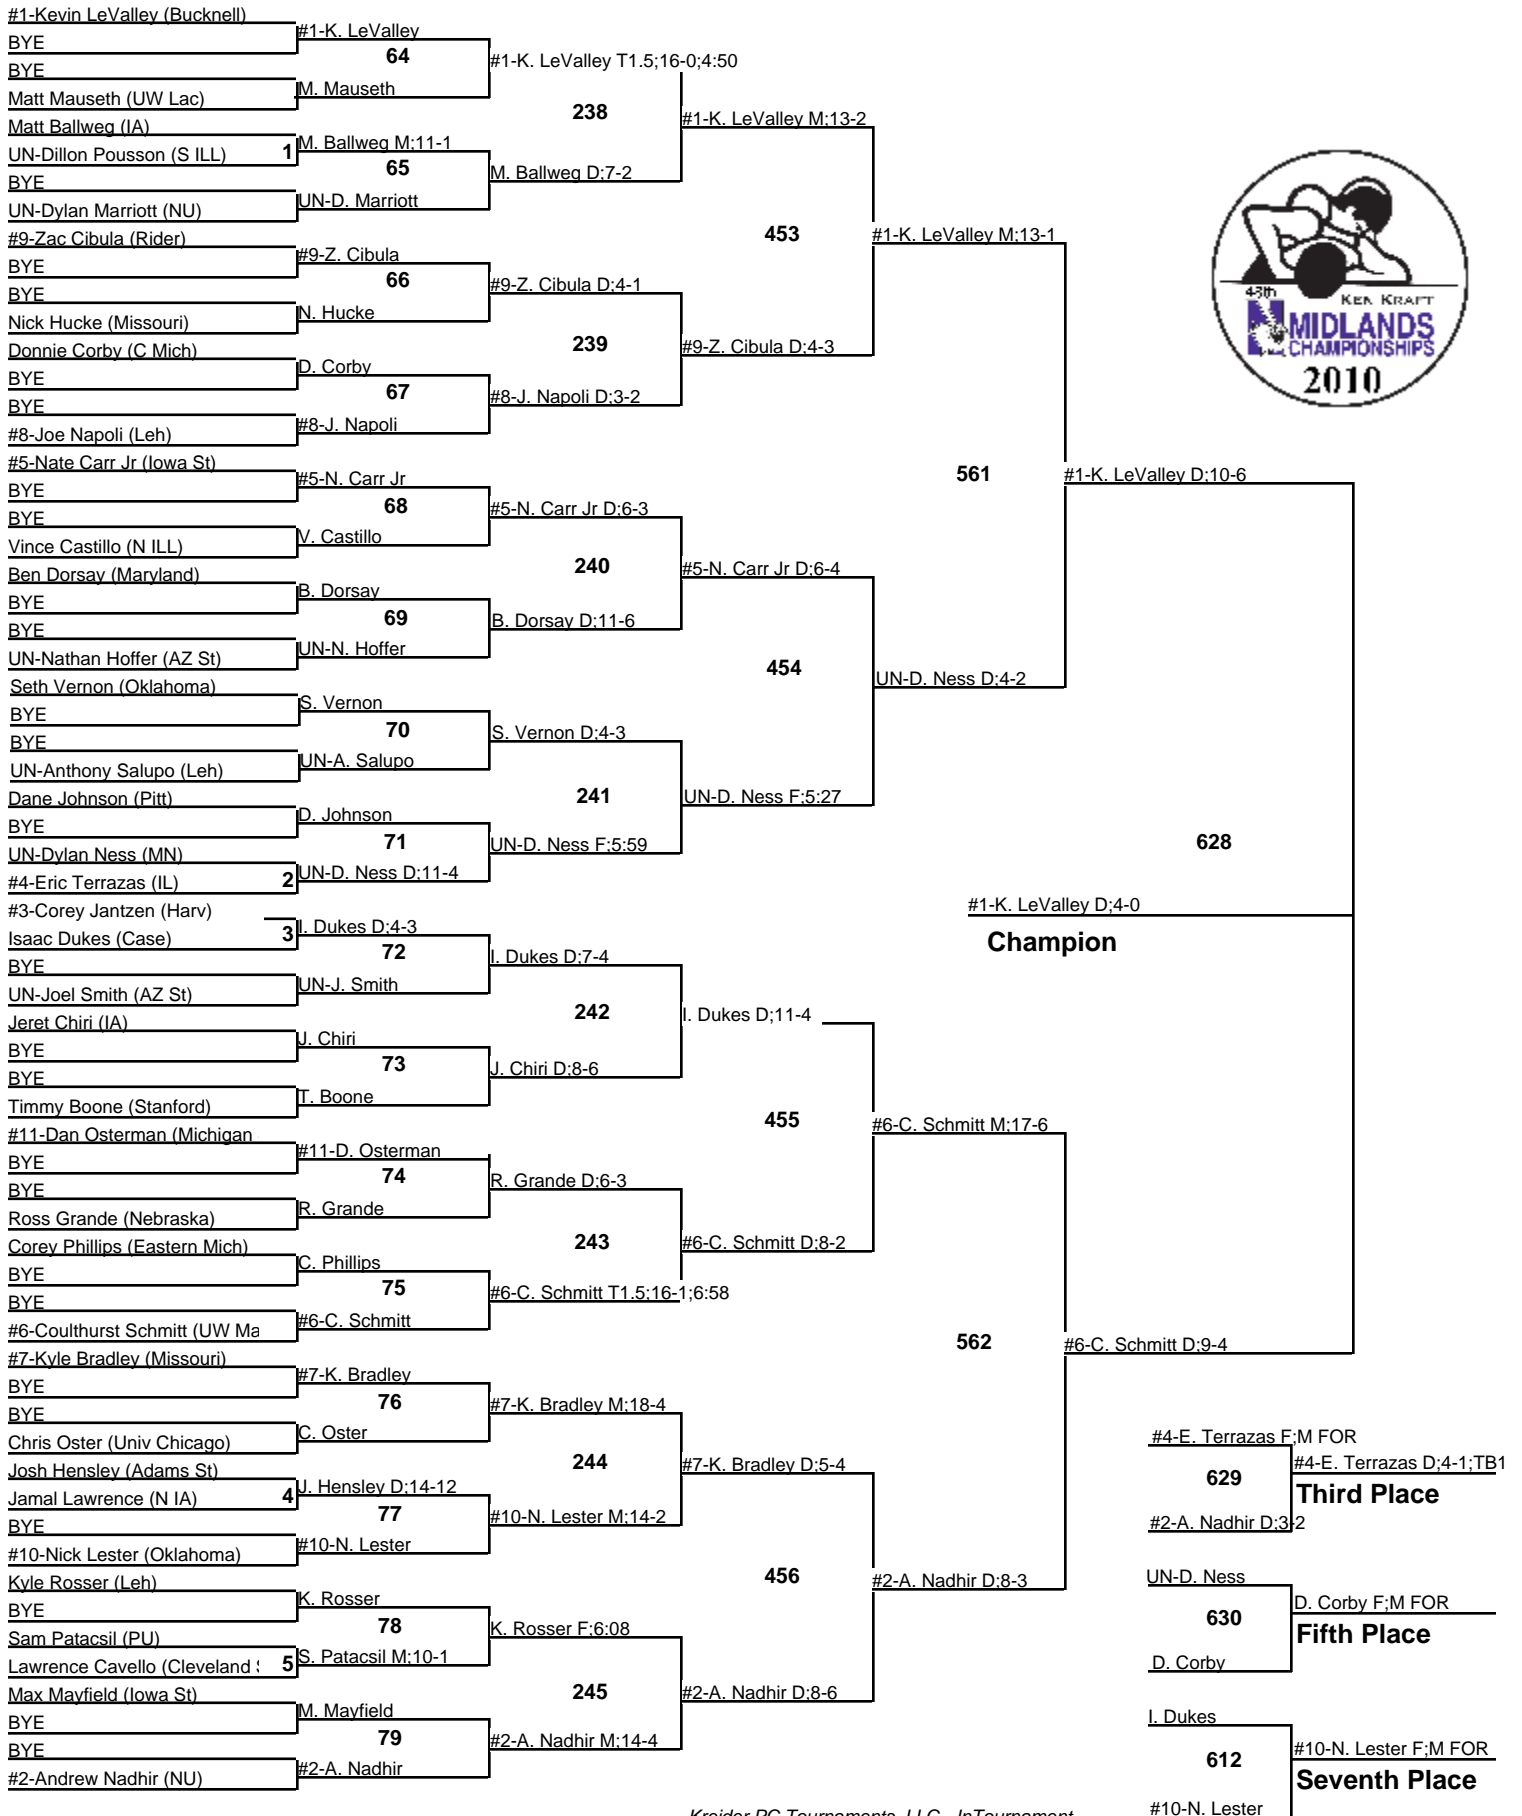 #1-Kevin LeValley (Bucknell)
BYE
BYE
Matt Mauseth (UW Lac)
Matt Ballweg (IA)
UN-Dillon Pousson (S ILL) 1
BYE
UN-Dylan Marriott (NU)
#9-Zac Cibula (Rider)
BYE
BYE
Nick Hucke (Missouri)
Donnie Corby (C Mich)
BYE
BYE
#8-Joe Napoli (Leh)
#5-Nate Carr Jr (Iowa St)
BYE
BYE
Vince Castillo (N ILL)
Ben Dorsay (Maryland)
BYE
BYE
UN-Nathan Hoffer (AZ St)
Seth Vernon (Oklahoma)
BYE
BYE
UN-Anthony Salupo (Leh)
Dane Johnson (Pitt)
BYE
UN-Dylan Ness (MN)
#4-Eric Terrazas (IL) 2
#3-Corey Jantzen (Harv)
Isaac Dukes (Case) 3
BYE
UN-Joel Smith (AZ St)
Jeret Chiri (IA)
BYE
BYE
Timmy Boone (Stanford)
#11-Dan Osterman (Michigan
BYE
BYE
Ross Grande (Nebraska)
Corey Phillips (Eastern Mich)
BYE
BYE
#6-Coulthurst Schmitt (UW Ma
#7-Kyle Bradley (Missouri)
BYE
BYE
Chris Oster (Univ Chicago)
Josh Hensley (Adams St)
Jamal Lawrence (N IA) 4
BYE
#10-Nick Lester (Oklahoma)
Kyle Rosser (Leh)
BYE
Sam Patacsil (PU)
Lawrence Cavello (Cleveland 5
Max Mayfield (Iowa St)
BYE
BYE
#2-Andrew Nadhir (NU)
#1-K. LeValley
64
M. Mauseth
M. Ballweg M;11-1
65
UN-D. Marriott
#9-Z. Cibula
66
N. Hucke
D. Corby
67
#8-J. Napoli
#5-N. Carr Jr
68
V. Castillo
B. Dorsay
69
UN-N. Hoffer
S. Vernon
70
UN-A. Salupo
D. Johnson
71
UN-D. Ness D;11-4
I. Dukes D;4-3
72
UN-J. Smith
J. Chiri
73
T. Boone
#11-D. Osterman
74
R. Grande
C. Phillips
75
#6-C. Schmitt
#7-K. Bradley
76
C. Oster
J. Hensley D;14-12
77
#10-N. Lester
K. Rosser
78
S. Patacsil M;10-1
M. Mayfield
79
#2-A. Nadhir
#1-K. LeValley T1.5;16-0;4:50
238
M. Ballweg D;7-2
#9-Z. Cibula D;4-1
239
#8-J. Napoli D;3-2
#5-N. Carr Jr D;6-3
240
B. Dorsay D;11-6
S. Vernon D;4-3
241
UN-D. Ness F;5:59
I. Dukes D;7-4
242
J. Chiri D;8-6
R. Grande D;6-3
243
#6-C. Schmitt T1.5;16-1;6:58
#7-K. Bradley M;18-4
244
#10-N. Lester M;14-2
K. Rosser F;6:08
245
#2-A. Nadhir M;14-4
#1-K. LeValley M;13-2
453
#9-Z. Cibula D;4-3
#5-N. Carr Jr D;6-4
454
UN-D. Ness F;5:27
I. Dukes D;11-4
455
#6-C. Schmitt D;8-2
#7-K. Bradley D;5-4
456
#2-A. Nadhir D;8-6
#1-K. LeValley M;13-1
561
UN-D. Ness D;4-2
#6-C. Schmitt M;17-6
562
#2-A. Nadhir D;8-3
#1-K. LeValley D;10-6
628
#6-C. Schmitt D;9-4
#1-K. LeValley D;4-0
Champion
48th
KEN KRAFT
MIDLANDS
CHAMPIONSHIPS
2010
#4-E. Terrazas F;M FOR
629
#2-A. Nadhir D;3-2
#4-E. Terrazas D;4-1;TB1
Third Place
UN-D. Ness
630
D. Corby
D. Corby F;M FOR
Fifth Place
I. Dukes
612
#10-N. Lester
#10-N. Lester F;M FOR
Seventh Place
Kreider PC Tournaments, LLC - InTournament